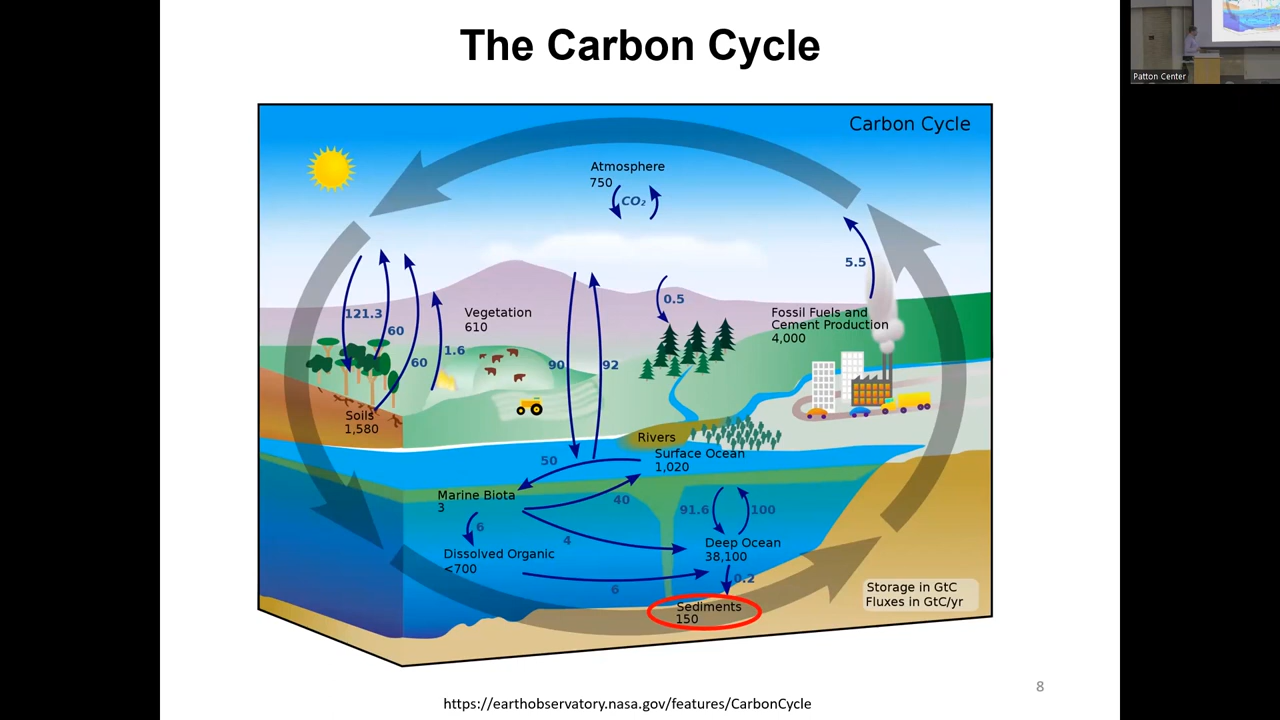 The Carbon Cycle
Patton Center
Carbon Cycle
Atmosphere
750
CO₂
5.5
121.3
60
60
1.6
Vegetation
610
90
92
0.5
Fossil Fuels and
Cement Production
4,000
Soils
1,580
Rivers
Surface Ocean
1,020
50
Marine Biota
3
40
91.6
100
6
4
Deep Ocean
38,100
Dissolved Organic
<700
6
0.2
Sediments
150
Storage in GtC
Fluxes in GtC/yr
8
https://earthobservatory.nasa.gov/features/CarbonCycle